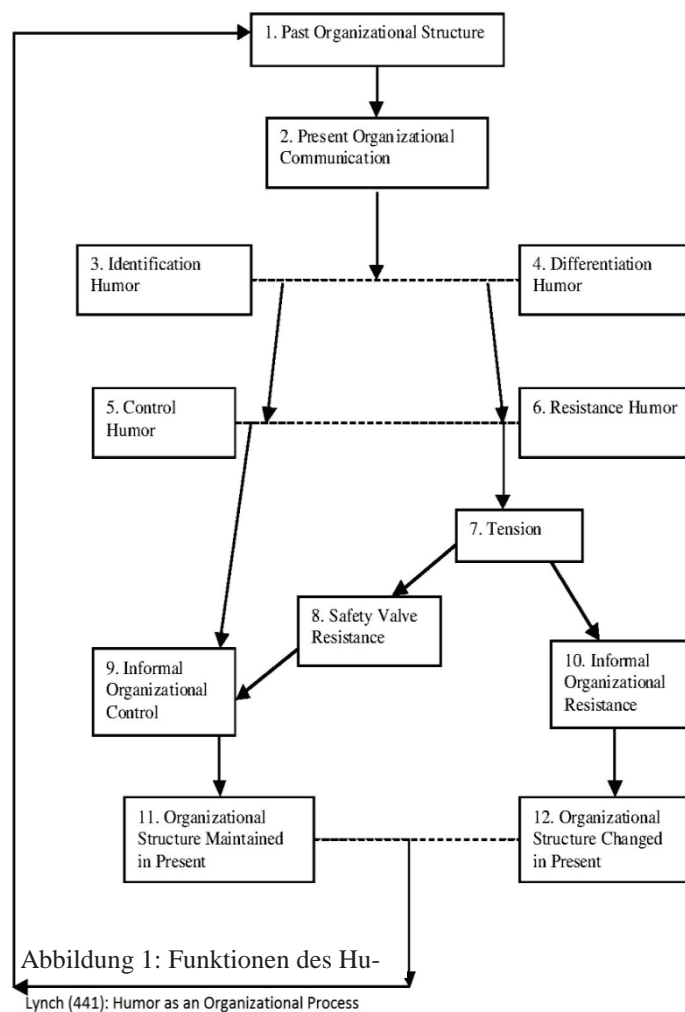 1. Past Organizational Structure
2. Present Organizational
Communication
3. Identification
Humor
4. Differentiation
Humor
5. Control
Humor
6. Resistance Humor
7. Tension
8. Safety Valve
Resistance
9. Informal
Organizational
Control
10. Informal
Organizational
Resistance
11. Organizational
Structure Maintained
in Present
12. Organizational
Structure Changed
in Present
Abbildung 1: Funktionen des Hu-
Lynch (441): Humor as an Organizational Process